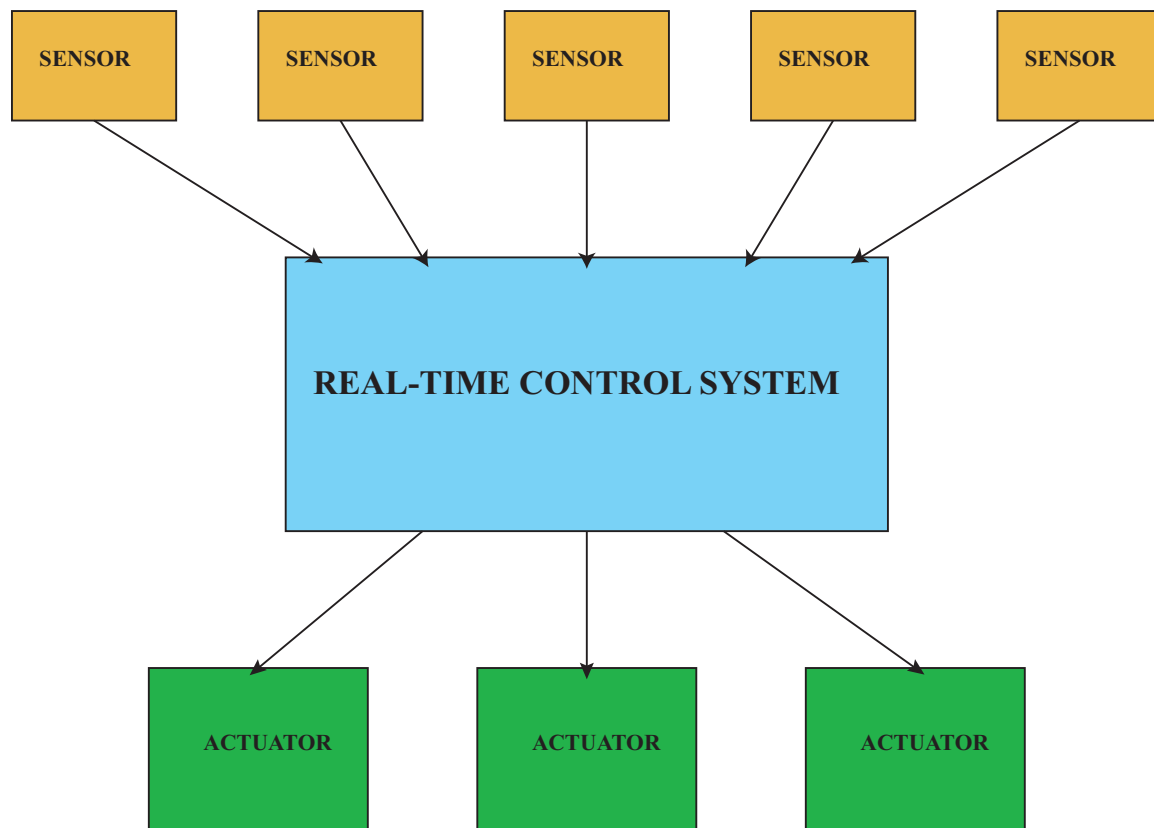 SENSOR
SENSOR
SENSOR
SENSOR
SENSOR
REAL-TIME CONTROL SYSTEM
ACTUATOR
ACTUATOR
ACTUATOR